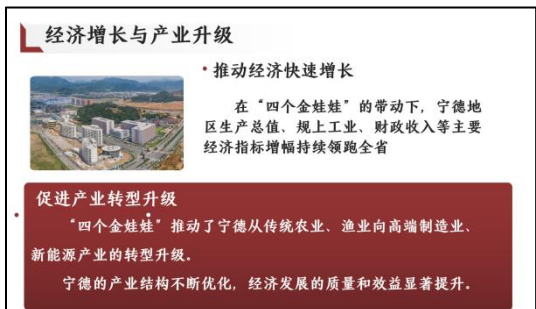 经济增长与产业升级
•推动经济快速增长
在“四个金娃娃”的带动下，宁德地
区生产总值、规上工业、财政收入等主要
经济指标增幅持续领跑全省
促进产业转型升级
“四个金娃娃”推动了宁德从传统农业、渔业向高端制造业、
新能源产业的转型升级。
宁德的产业结构不断优化，经济发展的质量和效益显著提升。